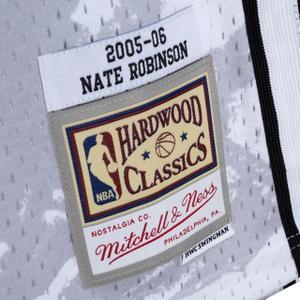 2005-06
NATE ROBINSON
HARDWOOD
CLASSICS
NBA
NOSTALGIA CO.
Mitchell & Ness
PHILADELPHIA, PA.
HWC SWINGMAN